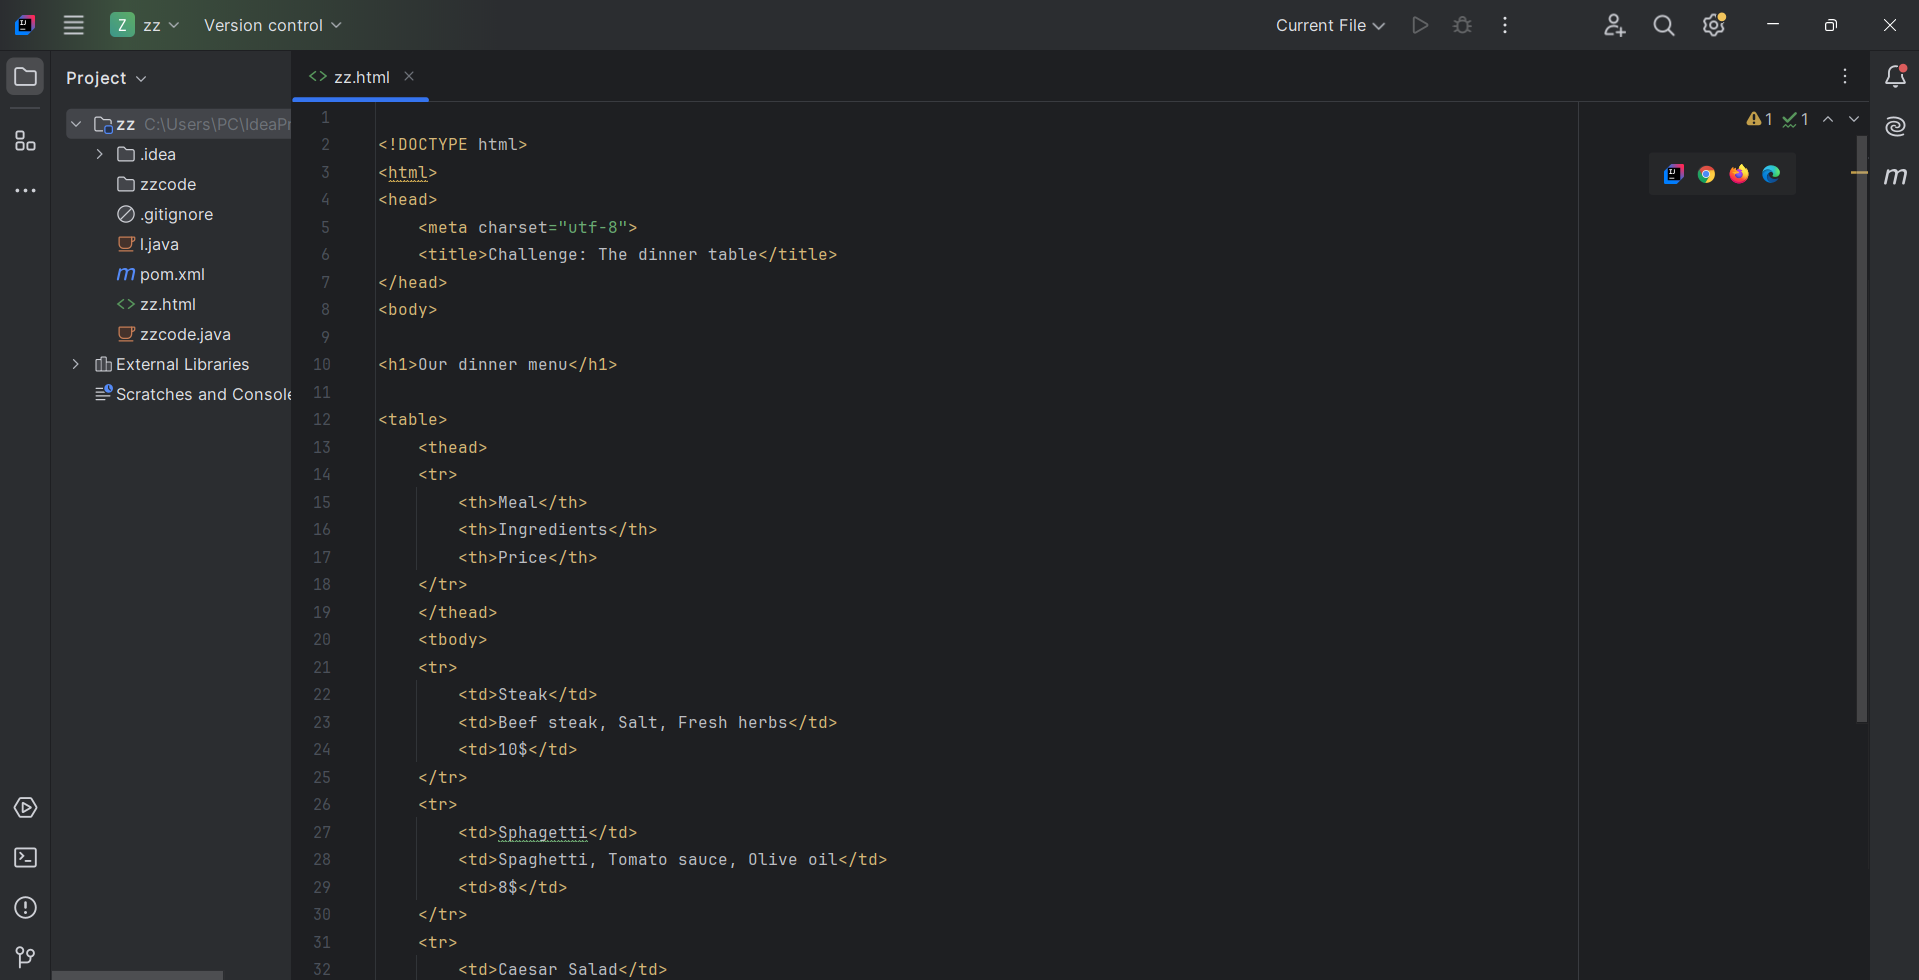 Z zz Version control Current File
Project
zz.html
zz C:\Users\PC\IdeaPr
.idea
zzcode
.gitignore
I.java
m pom.xml
zz.html
zzcode.java
External Libraries
Scratches and Console
1
2 <!DOCTYPE html>
3 <html>
4 <head>
5 <meta charset="utf-8">
6 <title>Challenge: The dinner table</title>
7 </head>
8 <body>
9
10 <h1>Our dinner menu</h1>
11
12 <table>
13 <thead>
14 <tr>
15 <th>Meal</th>
16 <th>Ingredients</th>
17 <th>Price</th>
18 </tr>
19 </thead>
20 <tbody>
21 <tr>
22 <td>Steak</td>
23 <td>Beef steak, Salt, Fresh herbs</td>
24 <td>10$</td>
25 </tr>
26 <tr>
27 <td>Sphagetti</td>
28 <td>Spaghetti, Tomato sauce, Olive oil</td>
29 <td>8$</td>
30 </tr>
31 <tr>
32 <td>Caesar Salad</td>
1 1
m